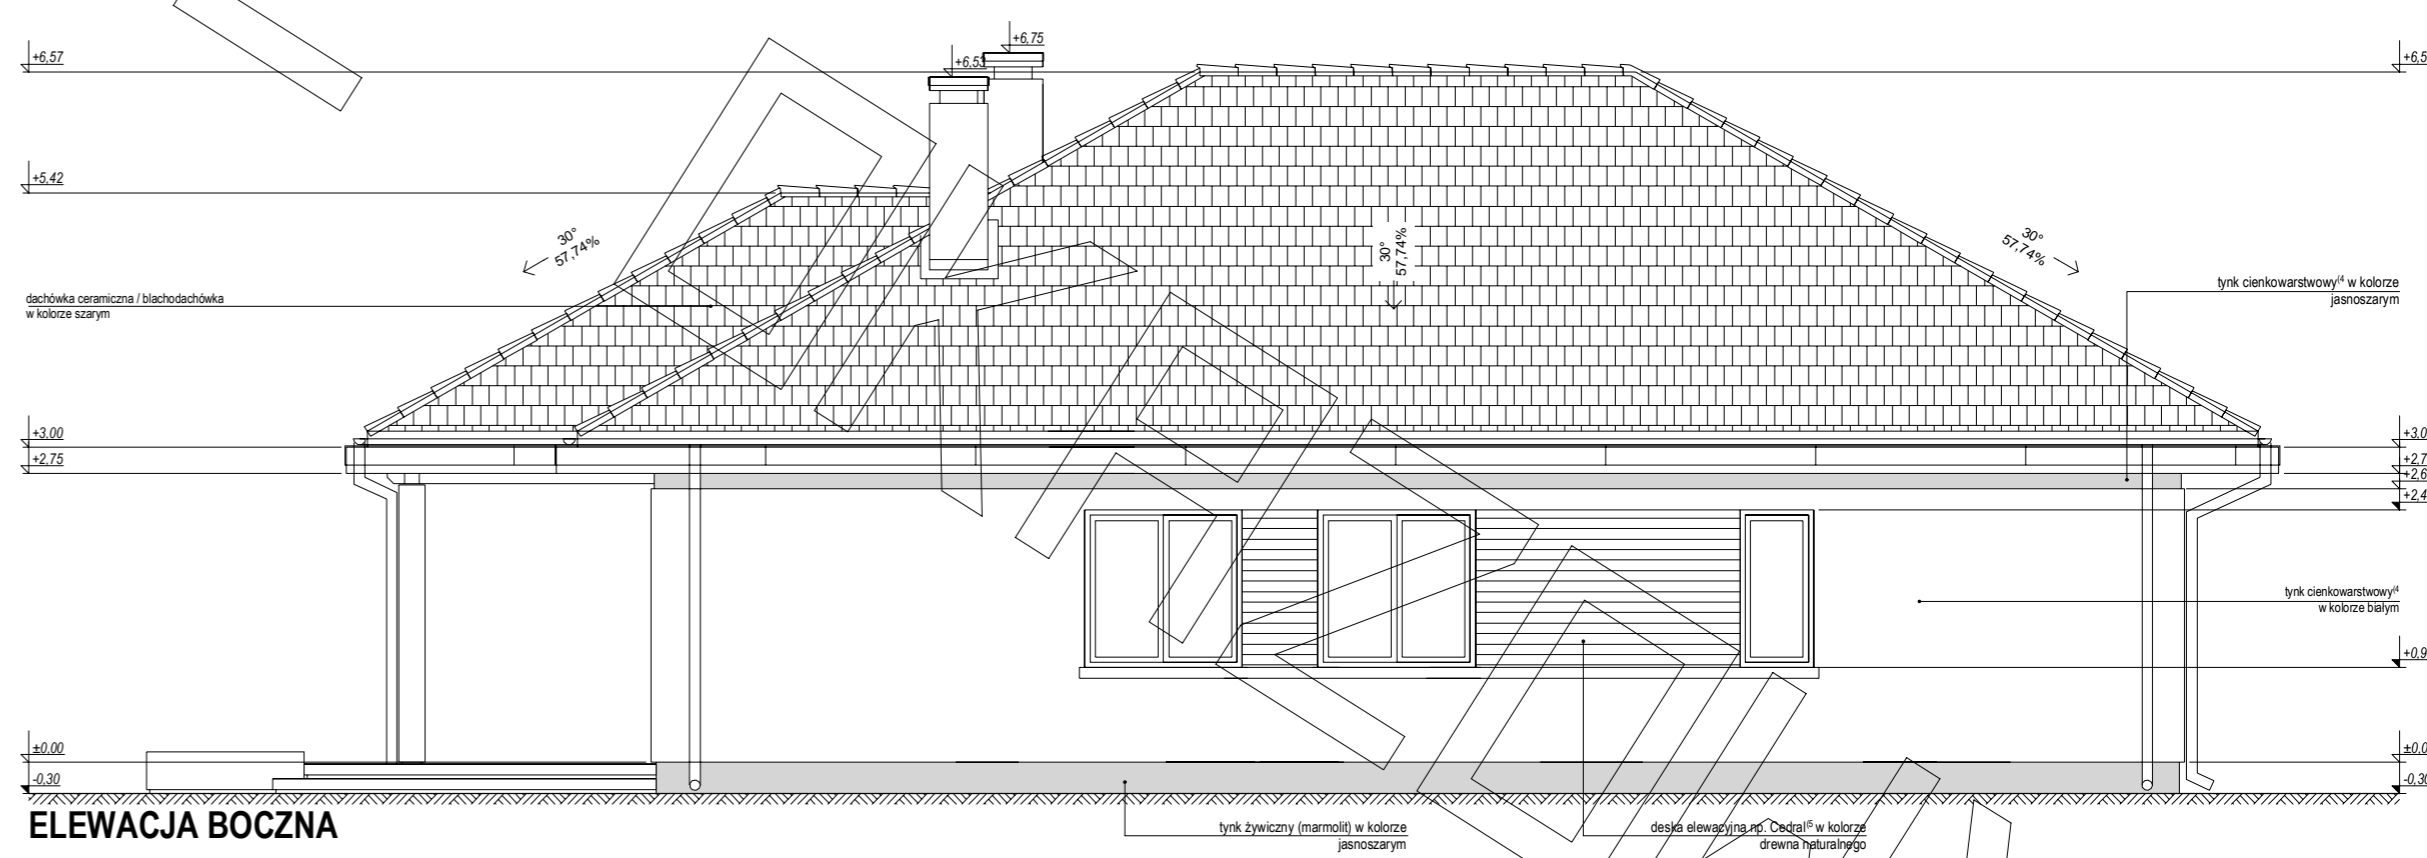 +6,75
+6,57
+6,53
+6,5
+5,42
30°
57,74%
30°
57,74%
30°
57,74%
dachówka ceramiczna / blachodachówka
w kolorze szarym
tynk cienkowarstwowy(4 w kolorze
jasnoszarym
+3,00
+2,75
+3,0
+2,7
+2,6
+2,4
tynk cienkowarstwowy(4
w kolorze białym
+0,9
±0,00
-0,30
±0,0
-0,30
ELEWACJA BOCZNA
tynk żywiczny (marmolit) w kolorze
jasnoszarym
deska elewacyjna np. Cedral(5 w kolorze
drewna naturalnego